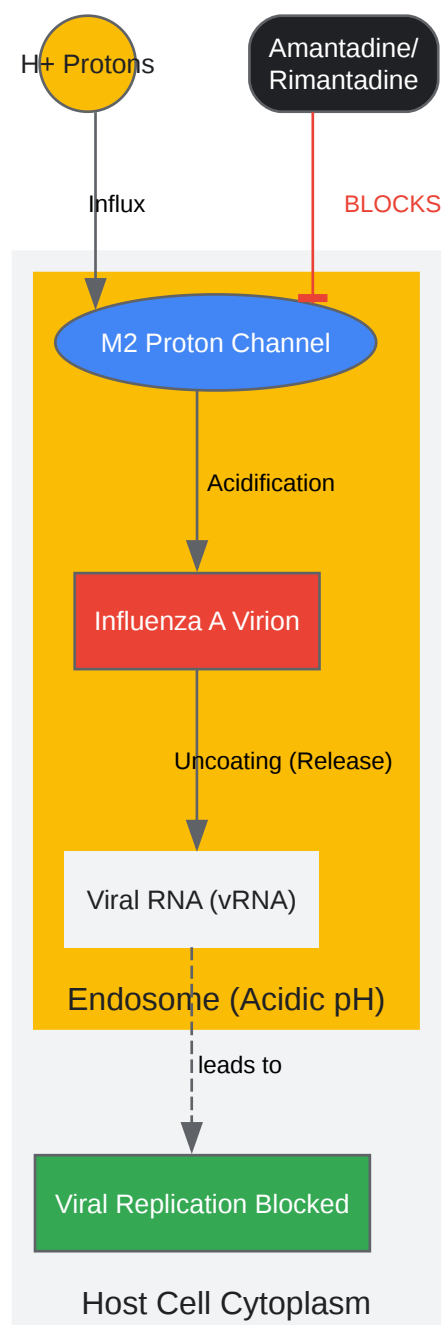 H+ Protons
Amantadine/
Rimantadine
Influx
BLOCKS
M2 Proton Channel
Acidification
Influenza A Virion
Uncoating (Release)
Viral RNA (vRNA)
Endosome (Acidic pH)
leads to
Viral Replication Blocked
Host Cell Cytoplasm